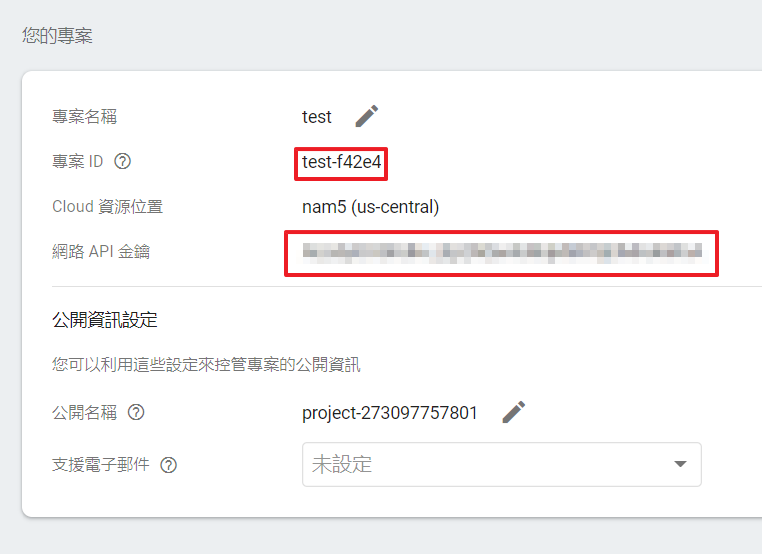 您的專案
專案名稱 test
專案 ID test-f42e4
Cloud 資源位置 nam5 (us-central)
網路 API 金鑰
公開資訊設定
您可以利用這些設定來控管專案的公開資訊
公開名稱 project-273097757801
支援電子郵件 未設定